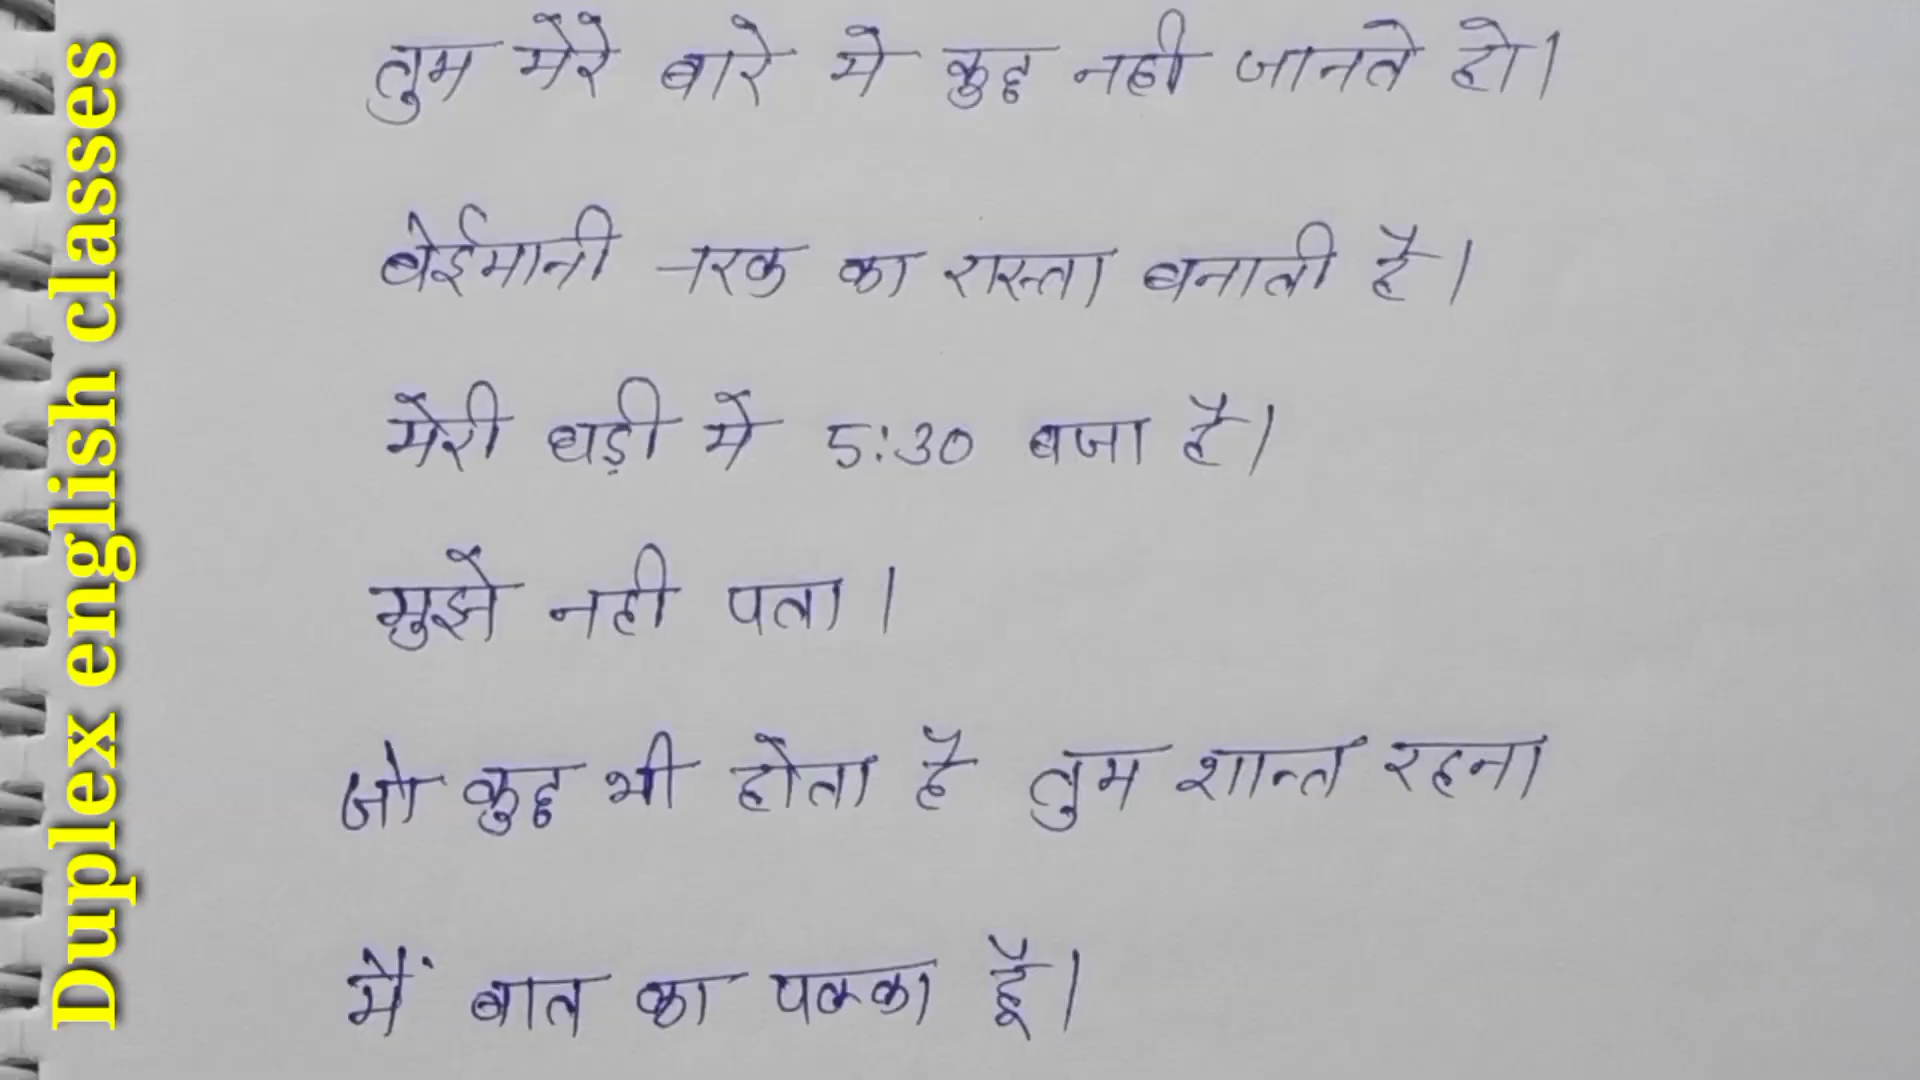 Duplex english classes
तुम मेरे बारे मे कुछ नही जानते हो।
बेईमानी नरक का रास्ता बनाती है।
मेरी घड़ी मे 5:30 बजा है।
मुझे नही पता।
जो कुछ भी होता है तुम शान्त रहना
मैं बात का पक्का हूँ।